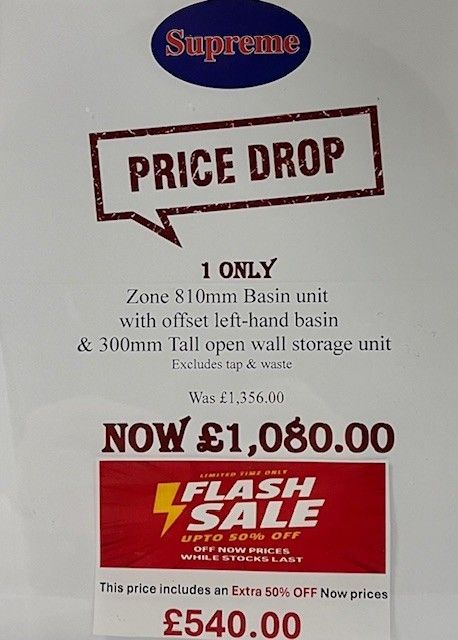 Supreme
PRICE DROP
1 ONLY
Zone 810mm Basin unit
with offset left-hand basin
& 300mm Tall open wall storage unit
Excludes tap & waste
Was £1,356.00
NOW £1,080.00
LIMITED TIME ONLY
FLASH
SALE
UPTO 50% OFF
OFF NOW PRICES
WHILE STOCKS LAST
This price includes an Extra 50% OFF Now prices
£540.00